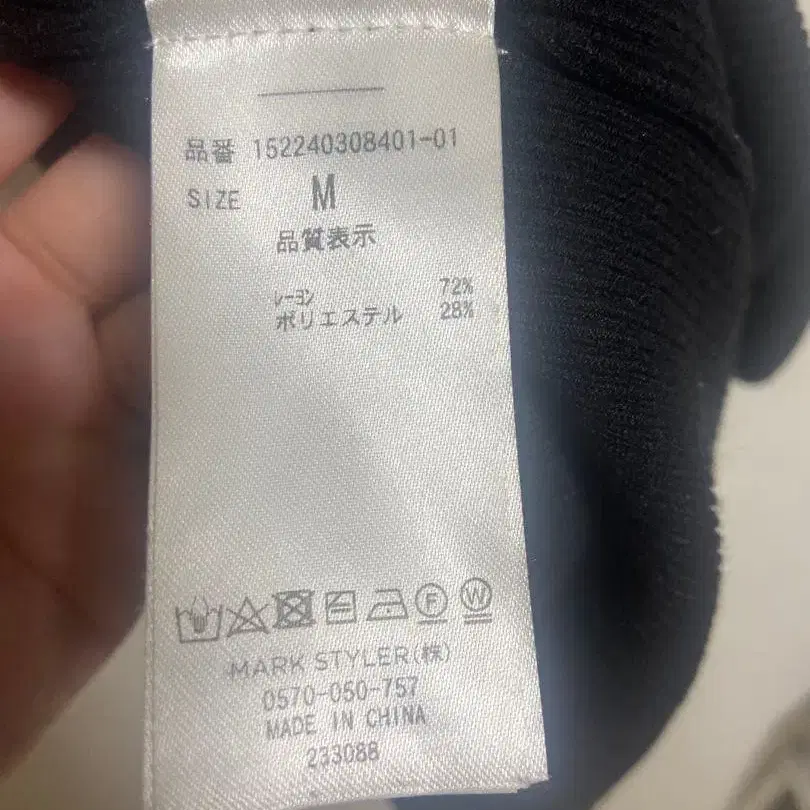 品番 152240308401-01
SIZE M
品質表示
ﾚｰﾖﾝ 72%
ポリエステル 28%
F W
MARK STYLER(株)
0570-050-757
MADE IN CHINA
233088